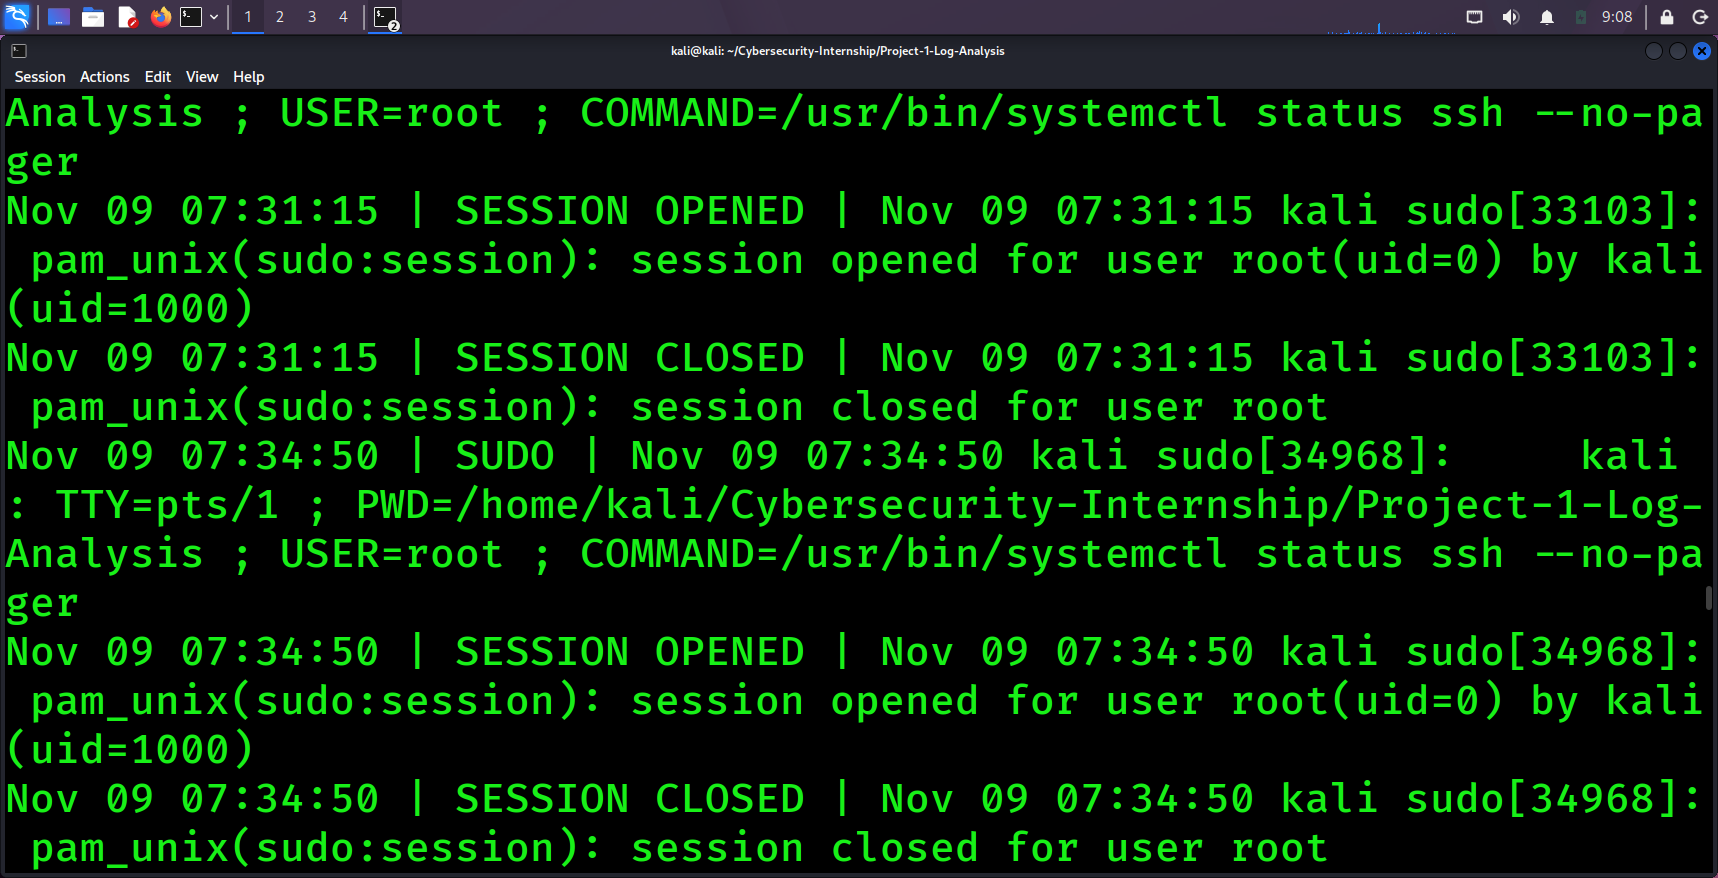 1 2 3 4 2 9:08
kali@kali: ~/Cybersecurity-Internship/Project-1-Log-Analysis
Session Actions Edit View Help
Analysis ; USER=root ; COMMAND=/usr/bin/systemctl status ssh --no-pa
ger
Nov 09 07:31:15 | SESSION OPENED | Nov 09 07:31:15 kali sudo[33103]:
 pam_unix(sudo:session): session opened for user root(uid=0) by kali
(uid=1000)
Nov 09 07:31:15 | SESSION CLOSED | Nov 09 07:31:15 kali sudo[33103]:
 pam_unix(sudo:session): session closed for user root
Nov 09 07:34:50 | SUDO | Nov 09 07:34:50 kali sudo[34968]:     kali
: TTY=pts/1 ; PWD=/home/kali/Cybersecurity-Internship/Project-1-Log-
Analysis ; USER=root ; COMMAND=/usr/bin/systemctl status ssh --no-pa
ger
Nov 09 07:34:50 | SESSION OPENED | Nov 09 07:34:50 kali sudo[34968]:
 pam_unix(sudo:session): session opened for user root(uid=0) by kali
(uid=1000)
Nov 09 07:34:50 | SESSION CLOSED | Nov 09 07:34:50 kali sudo[34968]:
 pam_unix(sudo:session): session closed for user root